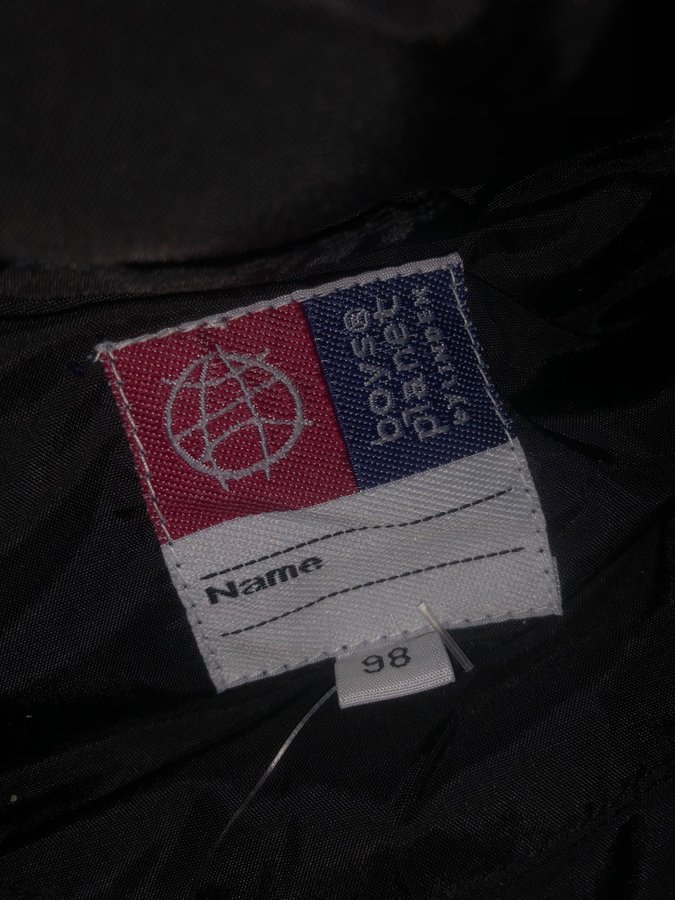 boys@
planet
BY LINDEX
Name
98